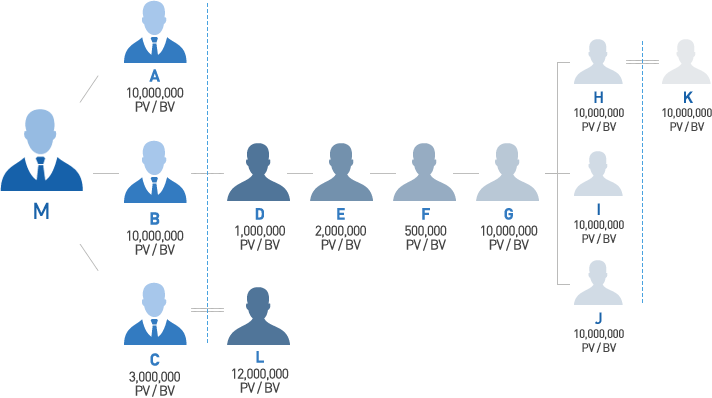 A
10,000,000
PV / BV
M
B
10,000,000
PV / BV
C
3,000,000
PV / BV
D
1,000,000
PV / BV
E
2,000,000
PV / BV
F
500,000
PV / BV
G
10,000,000
PV / BV
L
12,000,000
PV / BV
H
10,000,000
PV / BV
I
10,000,000
PV / BV
J
10,000,000
PV / BV
K
10,000,000
PV / BV